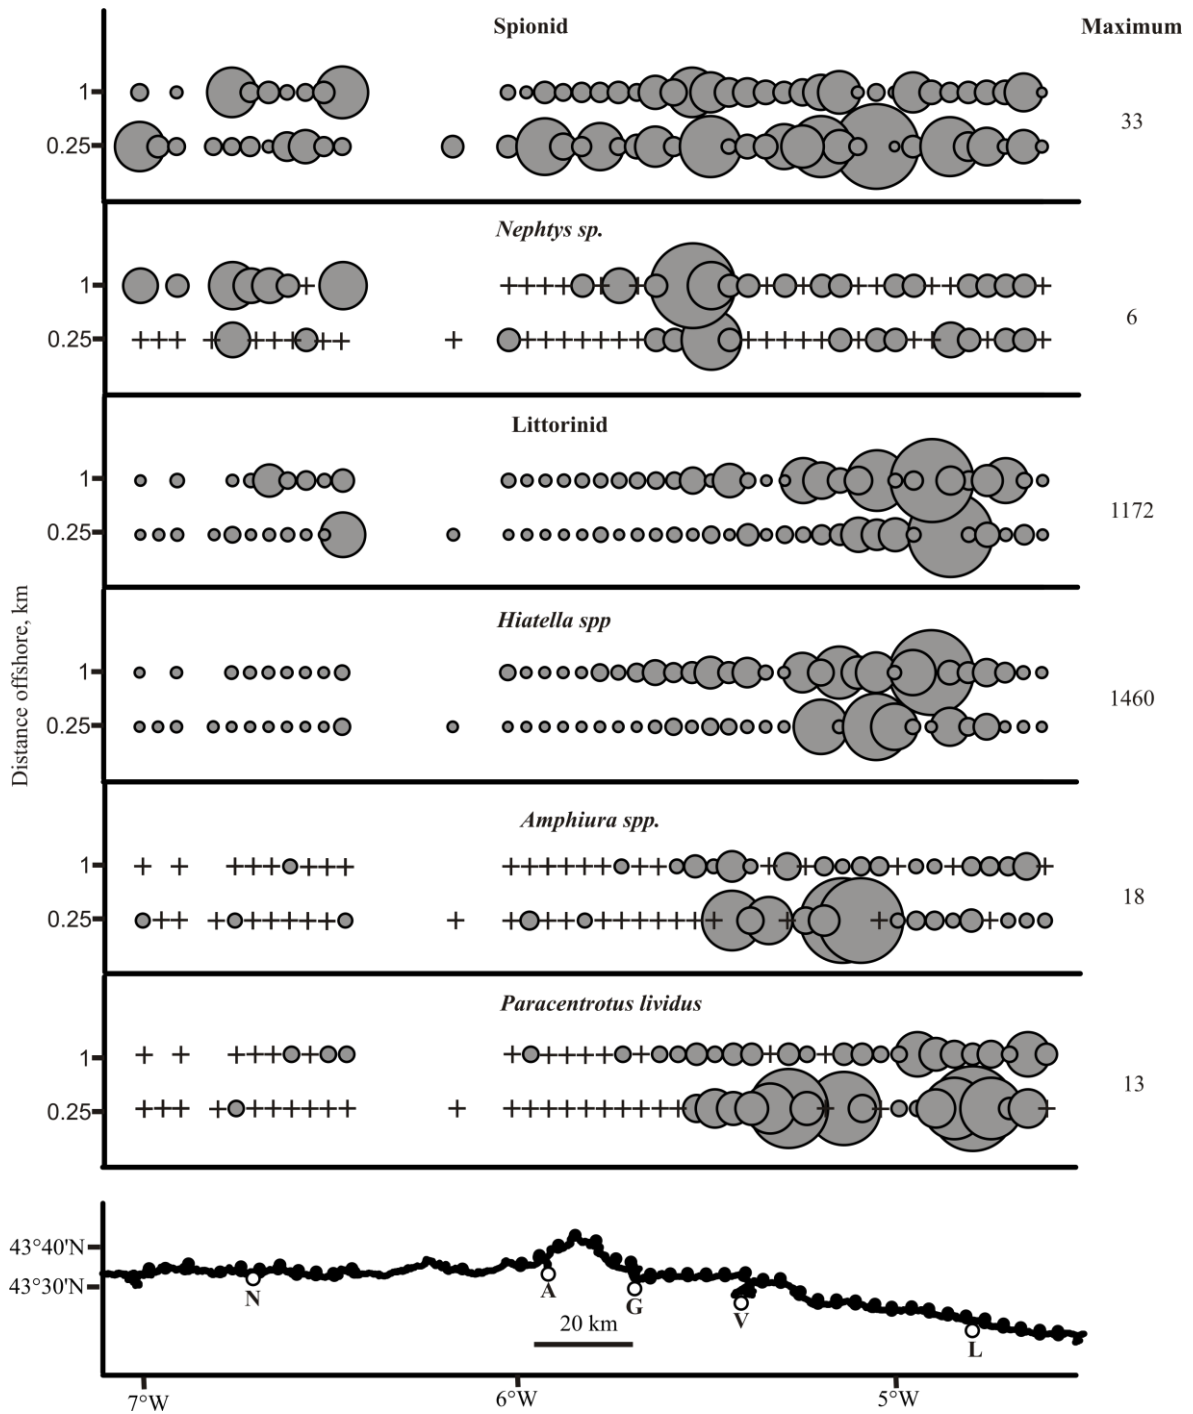 Spionid Maximum
1
0.25
33
Nephtys sp.
1
0.25
6
Littorinid
1
0.25
1172
Distance offshore, km
Hiatella spp
1
0.25
1460
Amphiura spp.
1
0.25
18
Paracentrotus lividus
1
0.25
13
43°40'N
43°30'N
N A G V L
20 km
7°W 6°W 5°W